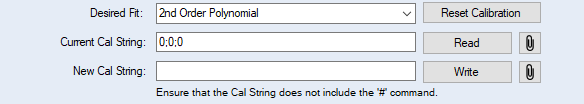 Desired Fit: 2nd Order Polynomial Reset Calibration
Current Cal String: 0;0;0 Read
New Cal String: Write
Ensure that the Cal String does not include the '#' command.